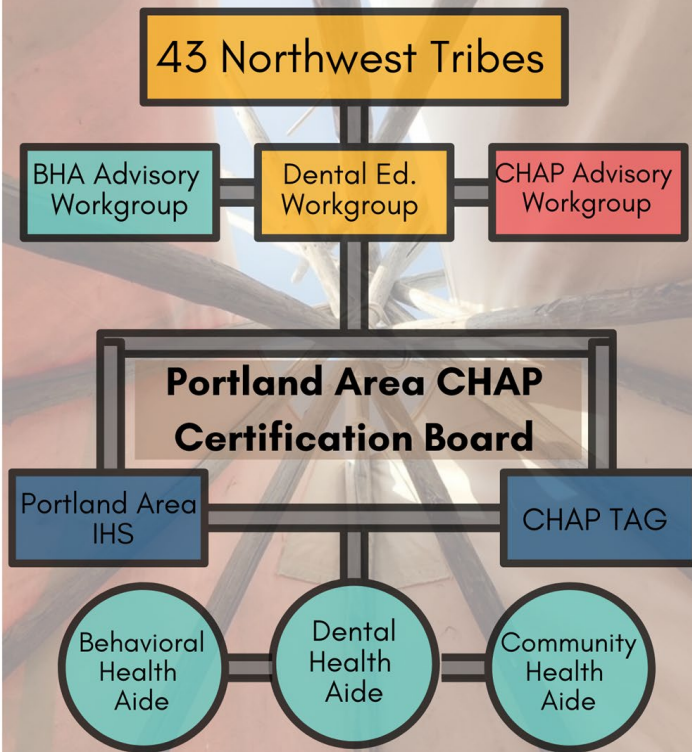 43 Northwest Tribes
BHA Advisory
Workgroup
Dental Ed.
Workgroup
CHAP Advisory
Workgroup
Portland Area CHAP
Certification Board
Portland Area
IHS
CHAP TAG
Behavioral
Health
Aide
Dental
Health
Aide
Community
Health
Aide